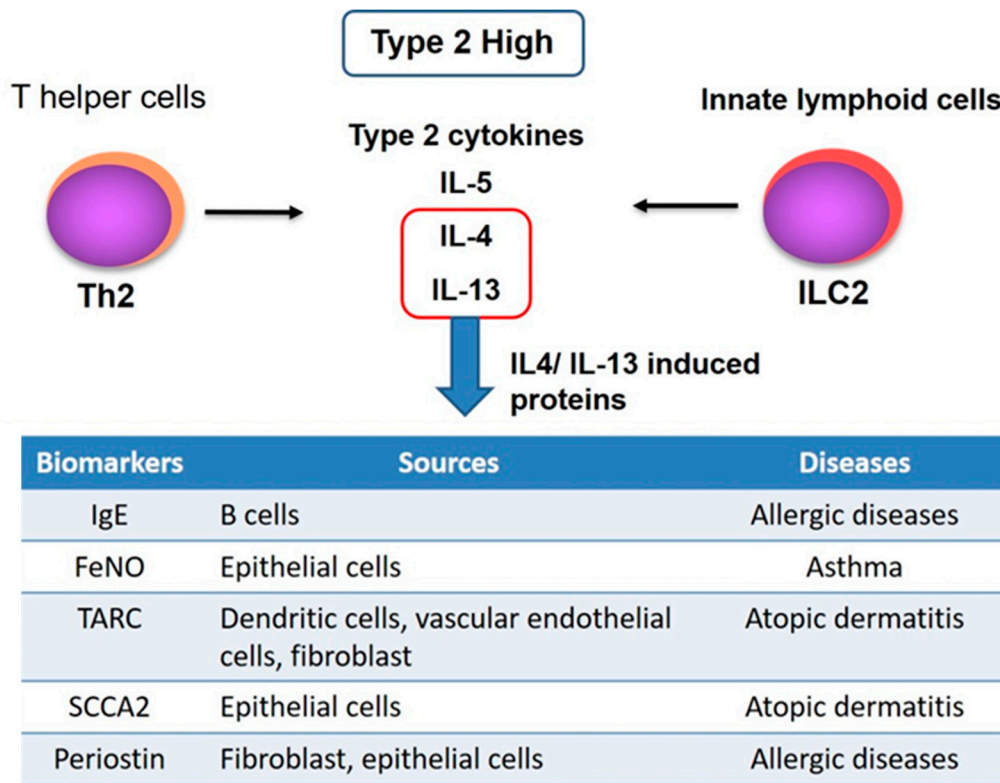 Type 2 High
T helper cells
Innate lymphoid cells
Type 2 cytokines
IL-5
IL-4
IL-13
Th2
ILC2
IL4/ IL-13 induced
proteins
Biomarkers Sources Diseases
IgE B cells Allergic diseases
FeNO Epithelial cells Asthma
TARC Dendritic cells, vascular endothelial Atopic dermatitis
cells, fibroblast
SCCA2 Epithelial cells Atopic dermatitis
Periostin Fibroblast, epithelial cells Allergic diseases